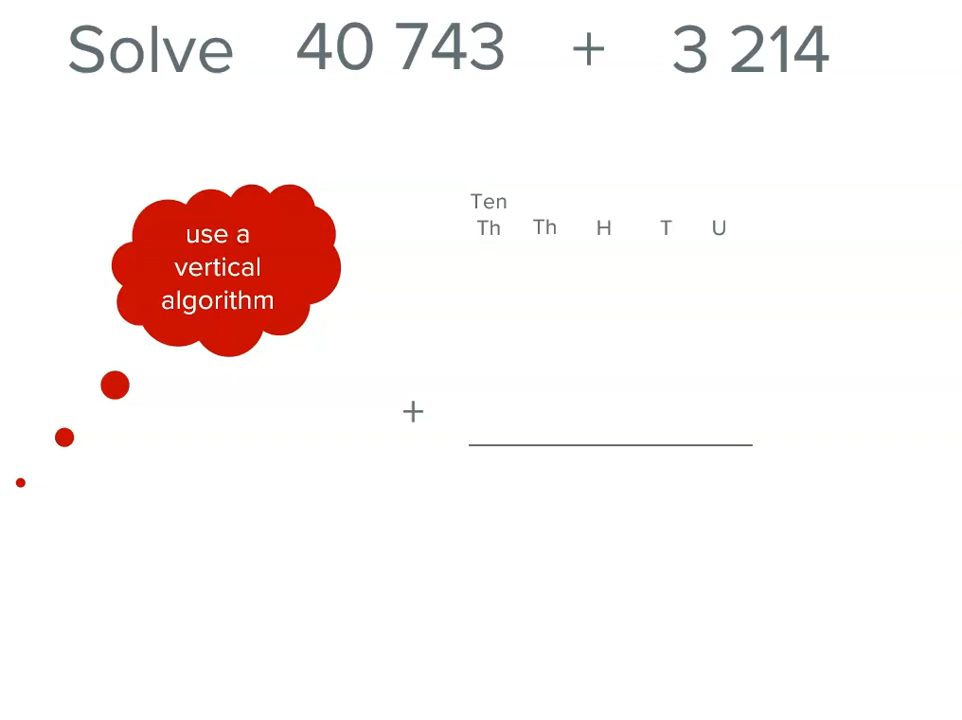 Solve 40 743 + 3 214
use a
vertical
algorithm
Ten
Th Th H T U
+